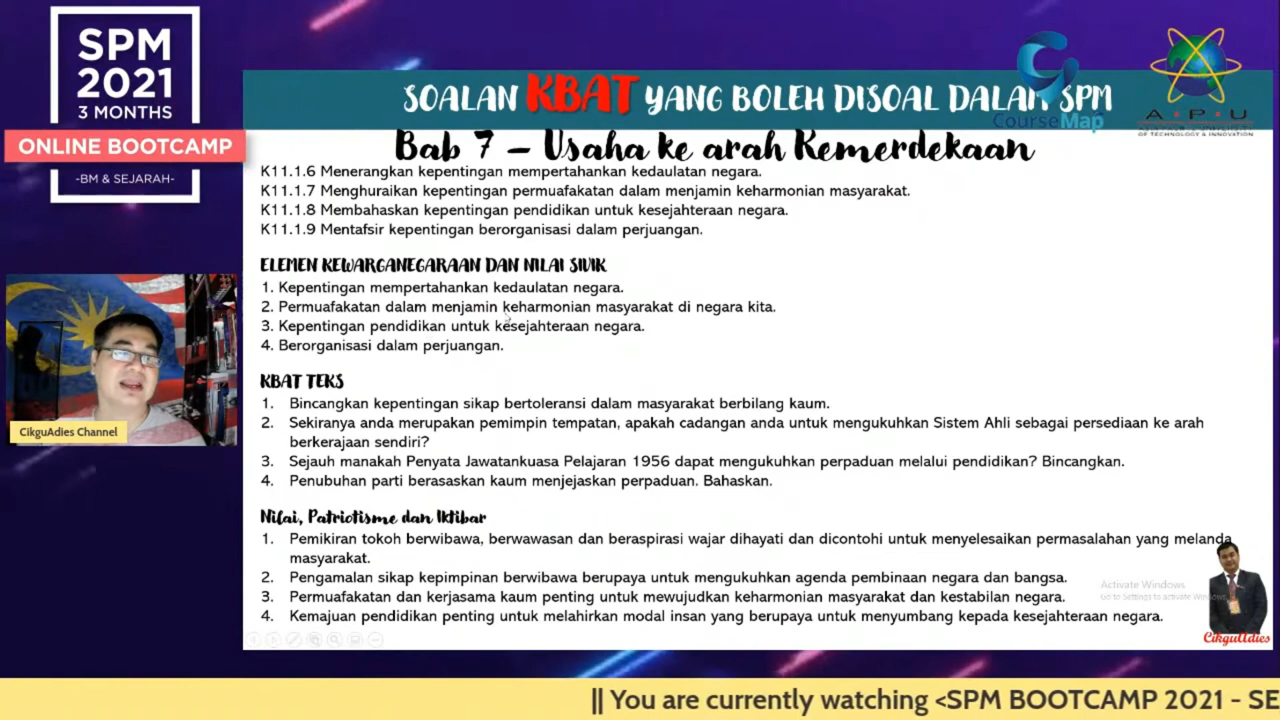 SPM
2021
3 MONTHS
ONLINE BOOTCAMP
-BM & SEJARAH-
CourseMap
A·P·U
OF TECHNOLOGY & INNOVATION
SOALAN KBAT YANG BOLEH DISOAL DALAM SPM
Bab 7 – Usaha ke arah Kemerdekaan
K11.1.6 Menerangkan kepentingan mempertahankan kedaulatan negara.
K11.1.7 Menghuraikan kepentingan permuafakatan dalam menjamin keharmonian masyarakat.
K11.1.8 Membahaskan kepentingan pendidikan untuk kesejahteraan negara.
K11.1.9 Mentafsir kepentingan berorganisasi dalam perjuangan.
ELEMEN KEWARGANEGARAAN DAN NILAI SIVIK
1. Kepentingan mempertahankan kedaulatan negara.
2. Permuafakatan dalam menjamin keharmonian masyarakat di negara kita.
3. Kepentingan pendidikan untuk kesejahteraan negara.
4. Berorganisasi dalam perjuangan.
KBAT TEKS
1. Bincangkan kepentingan sikap bertoleransi dalam masyarakat berbilang kaum.
2. Sekiranya anda merupakan pemimpin tempatan, apakah cadangan anda untuk mengukuhkan Sistem Ahli sebagai persediaan ke arah
berkerajaan sendiri?
3. Sejauh manakah Penyata Jawatankuasa Pelajaran 1956 dapat mengukuhkan perpaduan melalui pendidikan? Bincangkan.
4. Penubuhan parti berasaskan kaum menjejaskan perpaduan. Bahaskan.
Nilai, Patriotisme dan Iktibar
1. Pemikiran tokoh berwibawa, berwawasan dan beraspirasi wajar dihayati dan dicontohi untuk menyelesaikan permasalahan yang melanda
masyarakat.
2. Pengamalan sikap kepimpinan berwibawa berupaya untuk mengukuhkan agenda pembinaan negara dan bangsa.
3. Permuafakatan dan kerjasama kaum penting untuk mewujudkan keharmonian masyarakat dan kestabilan negara.
4. Kemajuan pendidikan penting untuk melahirkan modal insan yang berupaya untuk menyumbang kepada kesejahteraan negara.
CikguAdies Channel
Activate Windows
Go to Settings to activate Windows.
CikguAdies
|| You are currently watching <SPM BOOTCAMP 2021 - SE